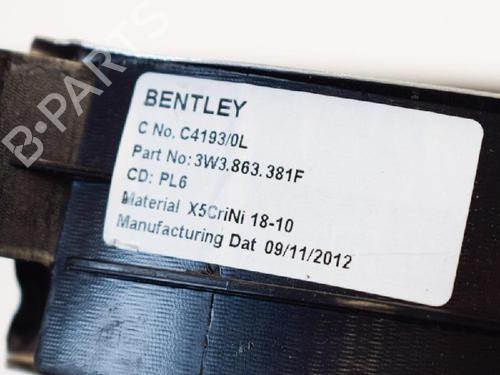 B-PARTS
BENTLEY
C No. C4193/0L
Part No: 3W3.863.381F
CD: PL6
Material X5CriNi 18-10
Manufacturing Dat 09/11/2012